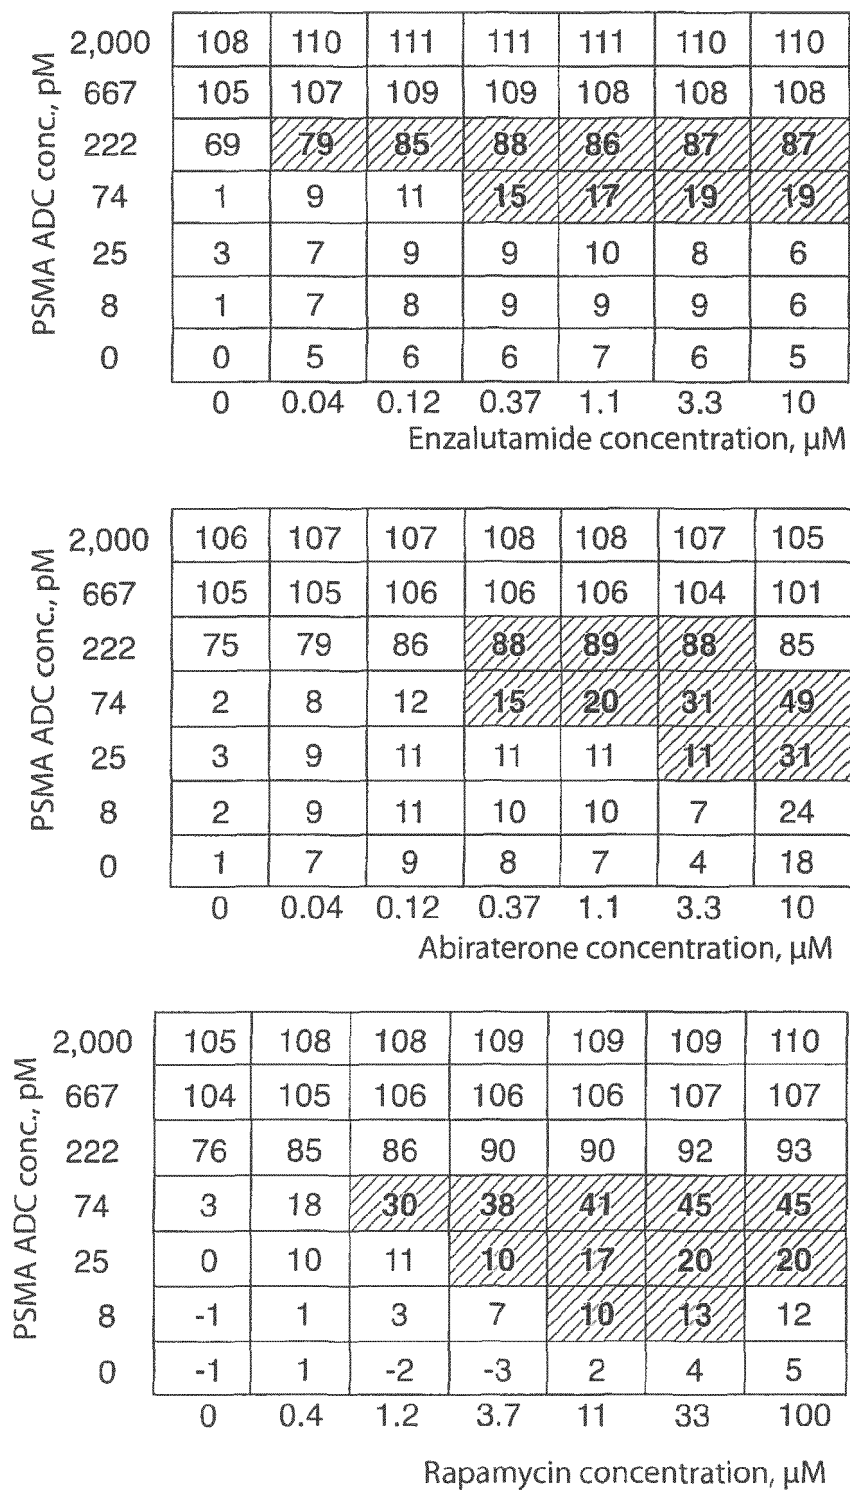 PSMA ADC conc., pM
2,000 108 110 111 111 111 110 110
667 105 107 109 109 108 108 108
222 69 79 85 88 86 87 87
74 1 9 11 15 17 19 19
25 3 7 9 9 10 8 6
8 1 7 8 9 9 9 6
0 0 5 6 6 7 6 5
0 0.04 0.12 0.37 1.1 3.3 10
Enzalutamide concentration, µM
PSMA ADC conc., pM
2,000 106 107 107 108 108 107 105
667 105 105 106 106 106 104 101
222 75 79 86 88 89 88 85
74 2 8 12 15 20 31 49
25 3 9 11 11 11 11 31
8 2 9 11 10 10 7 24
0 1 7 9 8 7 4 18
0 0.04 0.12 0.37 1.1 3.3 10
Abiraterone concentration, µM
PSMA ADC conc., pM
2,000 105 108 108 109 109 109 110
667 104 105 106 106 106 107 107
222 76 85 86 90 90 92 93
74 3 18 30 38 41 45 45
25 0 10 11 10 17 20 20
8 -1 1 3 7 10 13 12
0 -1 1 -2 -3 2 4 5
0 0.4 1.2 3.7 11 33 100
Rapamycin concentration, µM